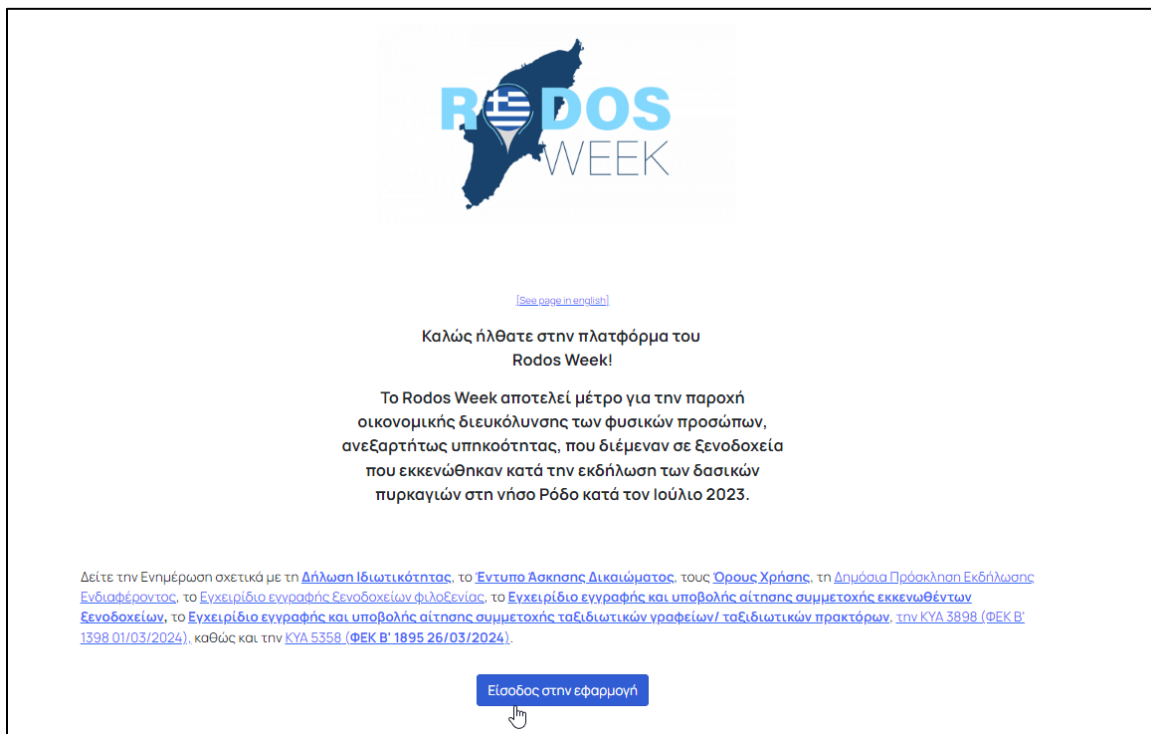 RODOS
WEEK
[See page in english]
Καλώς ήλθατε στην πλατφόρμα του
Rodos Week!
Το Rodos Week αποτελεί μέτρο για την παροχή
οικονομικής διευκόλυνσης των φυσικών προσώπων,
ανεξαρτήτως υπηκοότητας, που διέμεναν σε ξενοδοχεία
που εκκενώθηκαν κατά την εκδήλωση των δασικών
πυρκαγιών στη νήσο Ρόδο κατά τον Ιούλιο 2023.
Δείτε την Ενημέρωση σχετικά με τη Δήλωση Ιδιωτικότητας, το Έντυπο Άσκησης Δικαιώματος, τους Όρους Χρήσης, τη Δημόσια Πρόσκληση Εκδήλωσης
Ενδιαφέροντος, το Εγχειρίδιο εγγραφής ξενοδοχείων φιλοξενίας, το Εγχειρίδιο εγγραφής και υποβολής αίτησης συμμετοχής εκκενωθέντων
ξενοδοχείων, το Εγχειρίδιο εγγραφής και υποβολής αίτησης συμμετοχής ταξιδιωτικών γραφείων/ ταξιδιωτικών πρακτόρων, την ΚΥΑ 3898 (ΦΕΚ Β'
1398 01/03/2024), καθώς και την ΚΥΑ 5358 (ΦΕΚ Β' 1895 26/03/2024).
Είσοδος στην εφαρμογή